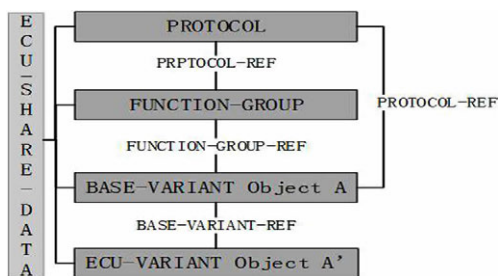 ECU-SHARE-DATA
PROTOCOL
PRPTOCOL-REF
FUNCTION-GROUP
PROTOCOL-REF
FUNCTION-GROUP-REF
BASE-VARIANT Object A
BASE-VARIANT-REF
ECU-VARIANT Object A'